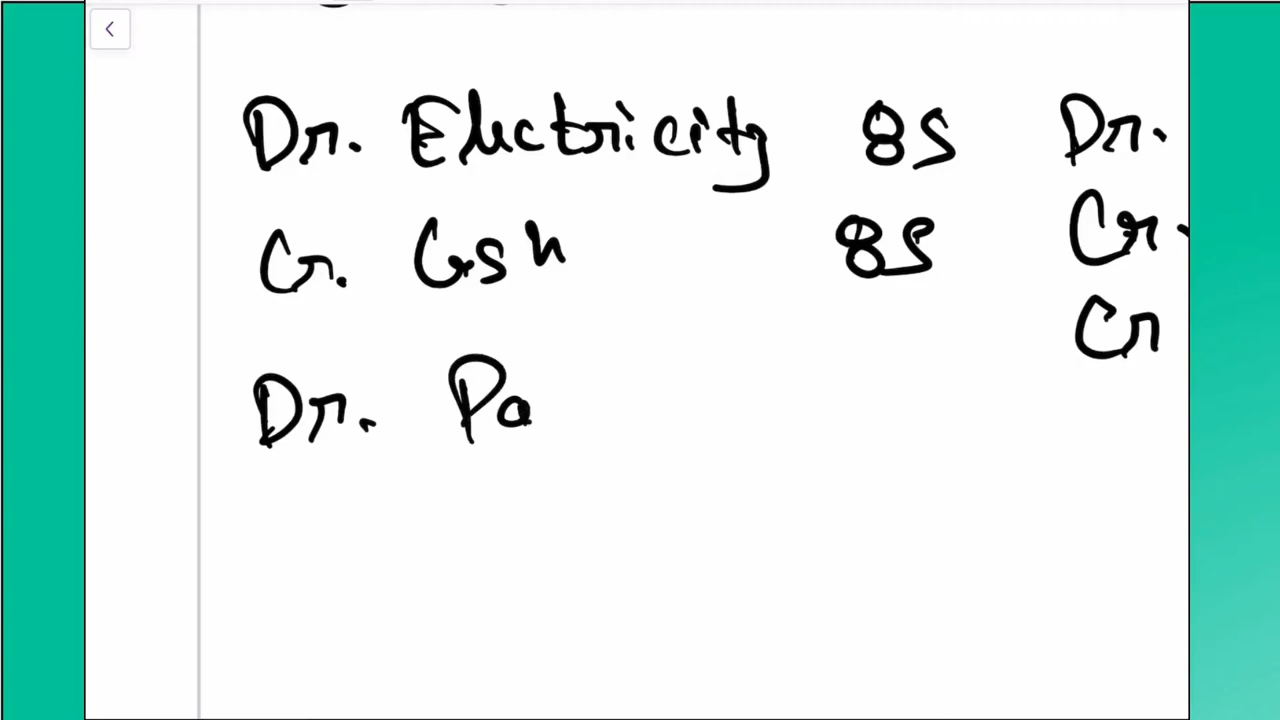 Dr. Electricity 85
Cr. Cash 85
Dr. Pa
Dr.
Cr.
Cr